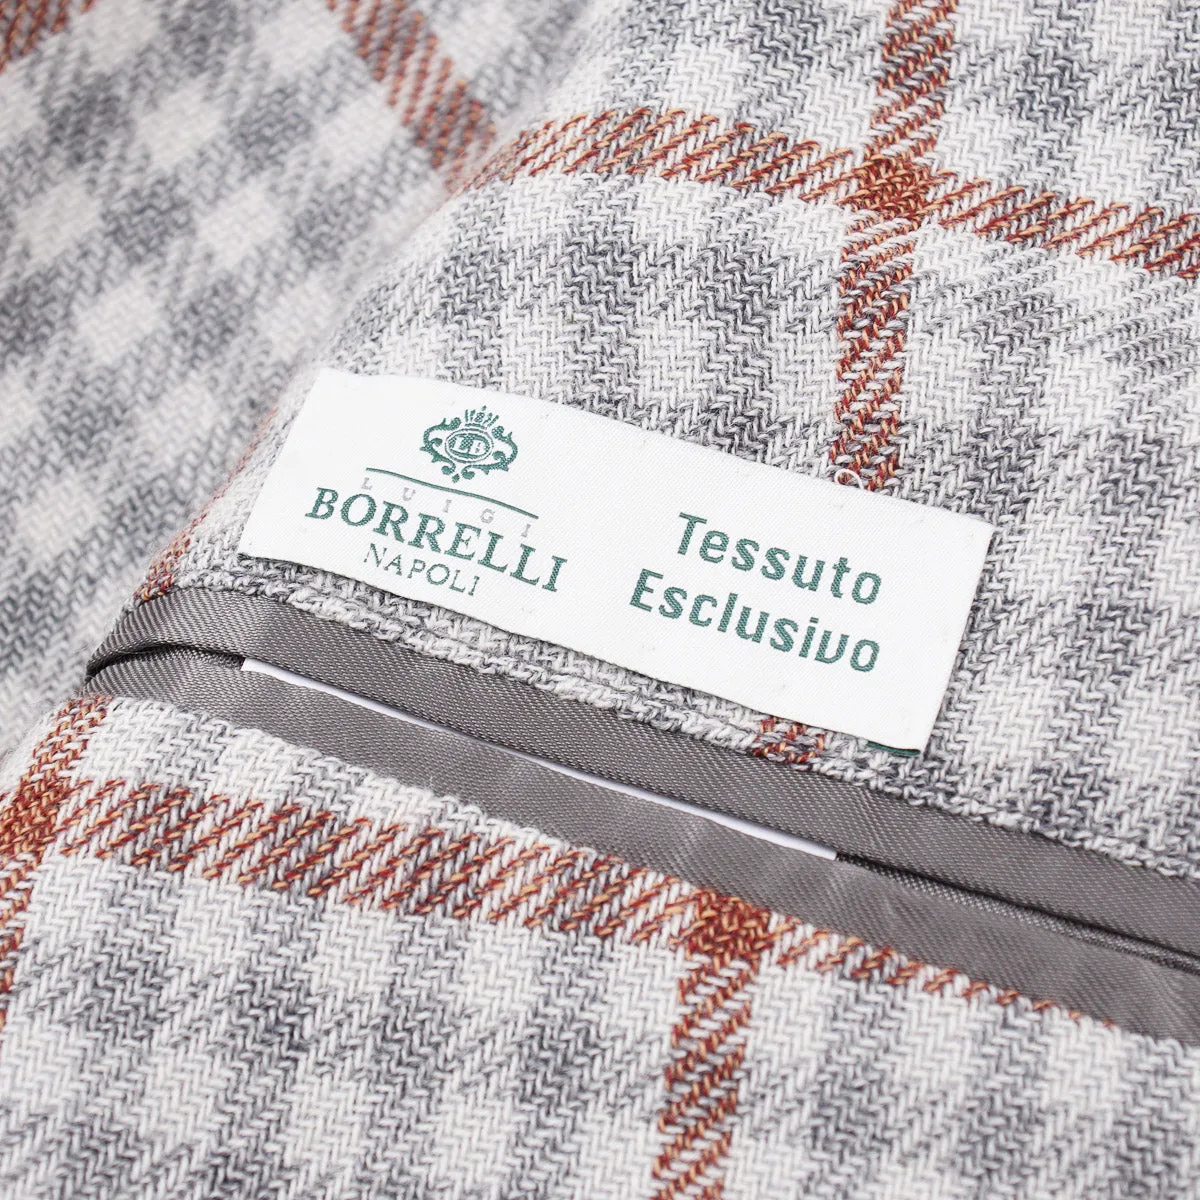 LUIGI
BORRELLI
NAPOLI
Tessuto
Esclusivo